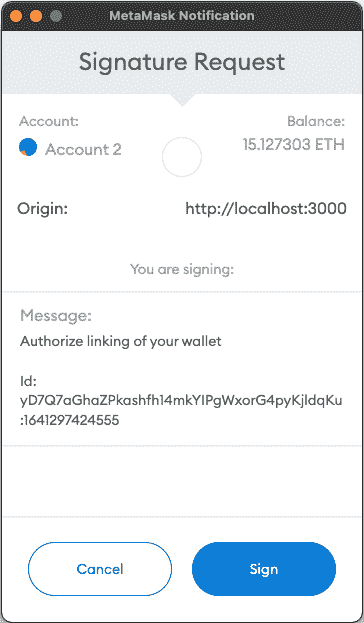 MetaMask Notification
Signature Request
Account:
Balance:
Account 2
15.127303 ETH
Origin:
http://localhost:3000
You are signing:
Message:
Authorize linking of your wallet
Id:
yD7Q7aGhaZPkashfh14mkYIPgWxorG4pyKjldqKu
:1641297424555
Cancel
Sign